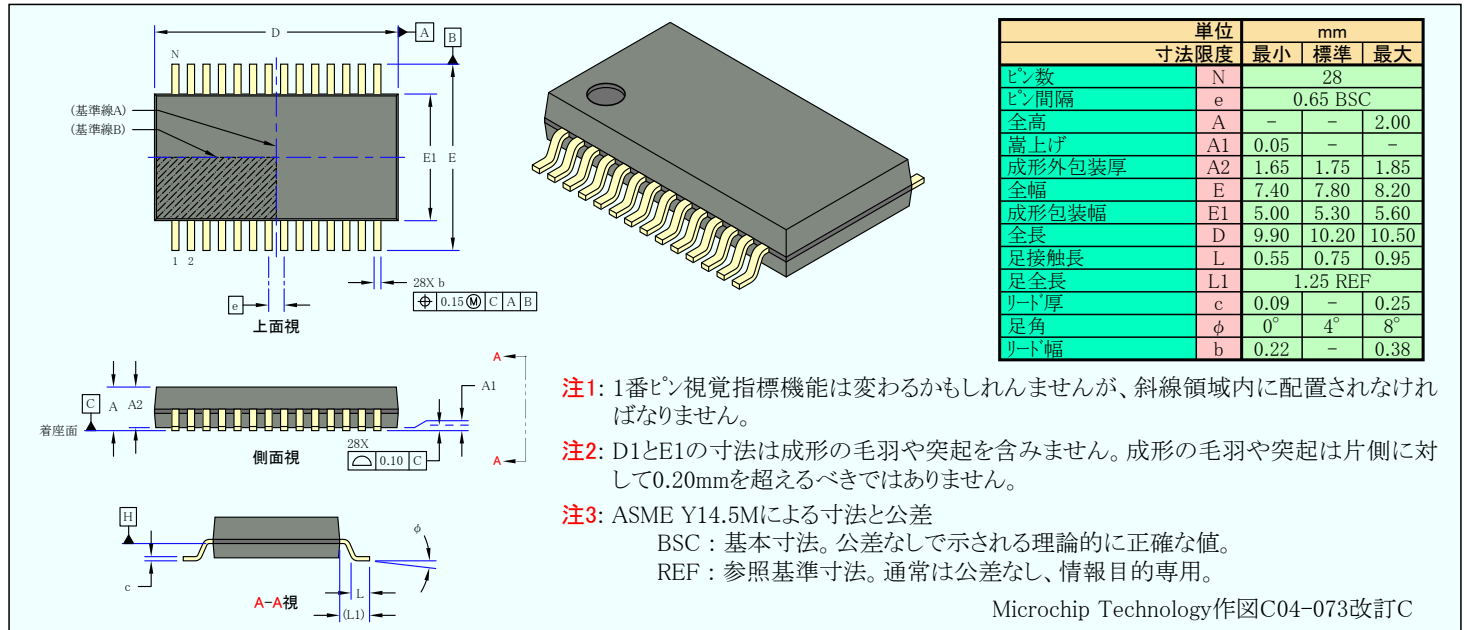 D
A
B
N
(基準線A)
(基準線B)
E1
E
1 2
28X b
0.15 Ⓜ C A B
e
上面視
A
A1
C
A
A2
着座面
28X
0.10 C
側面視
A
H
φ
c
L
(L1)
A-A視
単位 mm
寸法限度 最小 標準 最大
ピン数 N 28
ピン間隔 e 0.65 BSC
全高 A - - 2.00
嵩上げ A1 0.05 - -
成形外包装厚 A2 1.65 1.75 1.85
全幅 E 7.40 7.80 8.20
成形包装幅 E1 5.00 5.30 5.60
全長 D 9.90 10.20 10.50
足接触長 L 0.55 0.75 0.95
足全長 L1 1.25 REF
リード厚 c 0.09 - 0.25
足角 φ 0° 4° 8°
リード幅 b 0.22 - 0.38
注1: 1番ピン視覚指標機能は変わるかもしれんませんが、斜線領域内に配置されなけれ
ばなりません。
注2: D1とE1の寸法は成形の毛羽や突起を含みません。成形の毛羽や突起は片側に対
して0.20mmを超えるべきではありません。
注3: ASME Y14.5Mによる寸法と公差
BSC : 基本寸法。公差なしで示される理論的に正確な値。
REF : 参照基準寸法。通常は公差なし、情報目的専用。
Microchip Technology作図C04-073改訂C